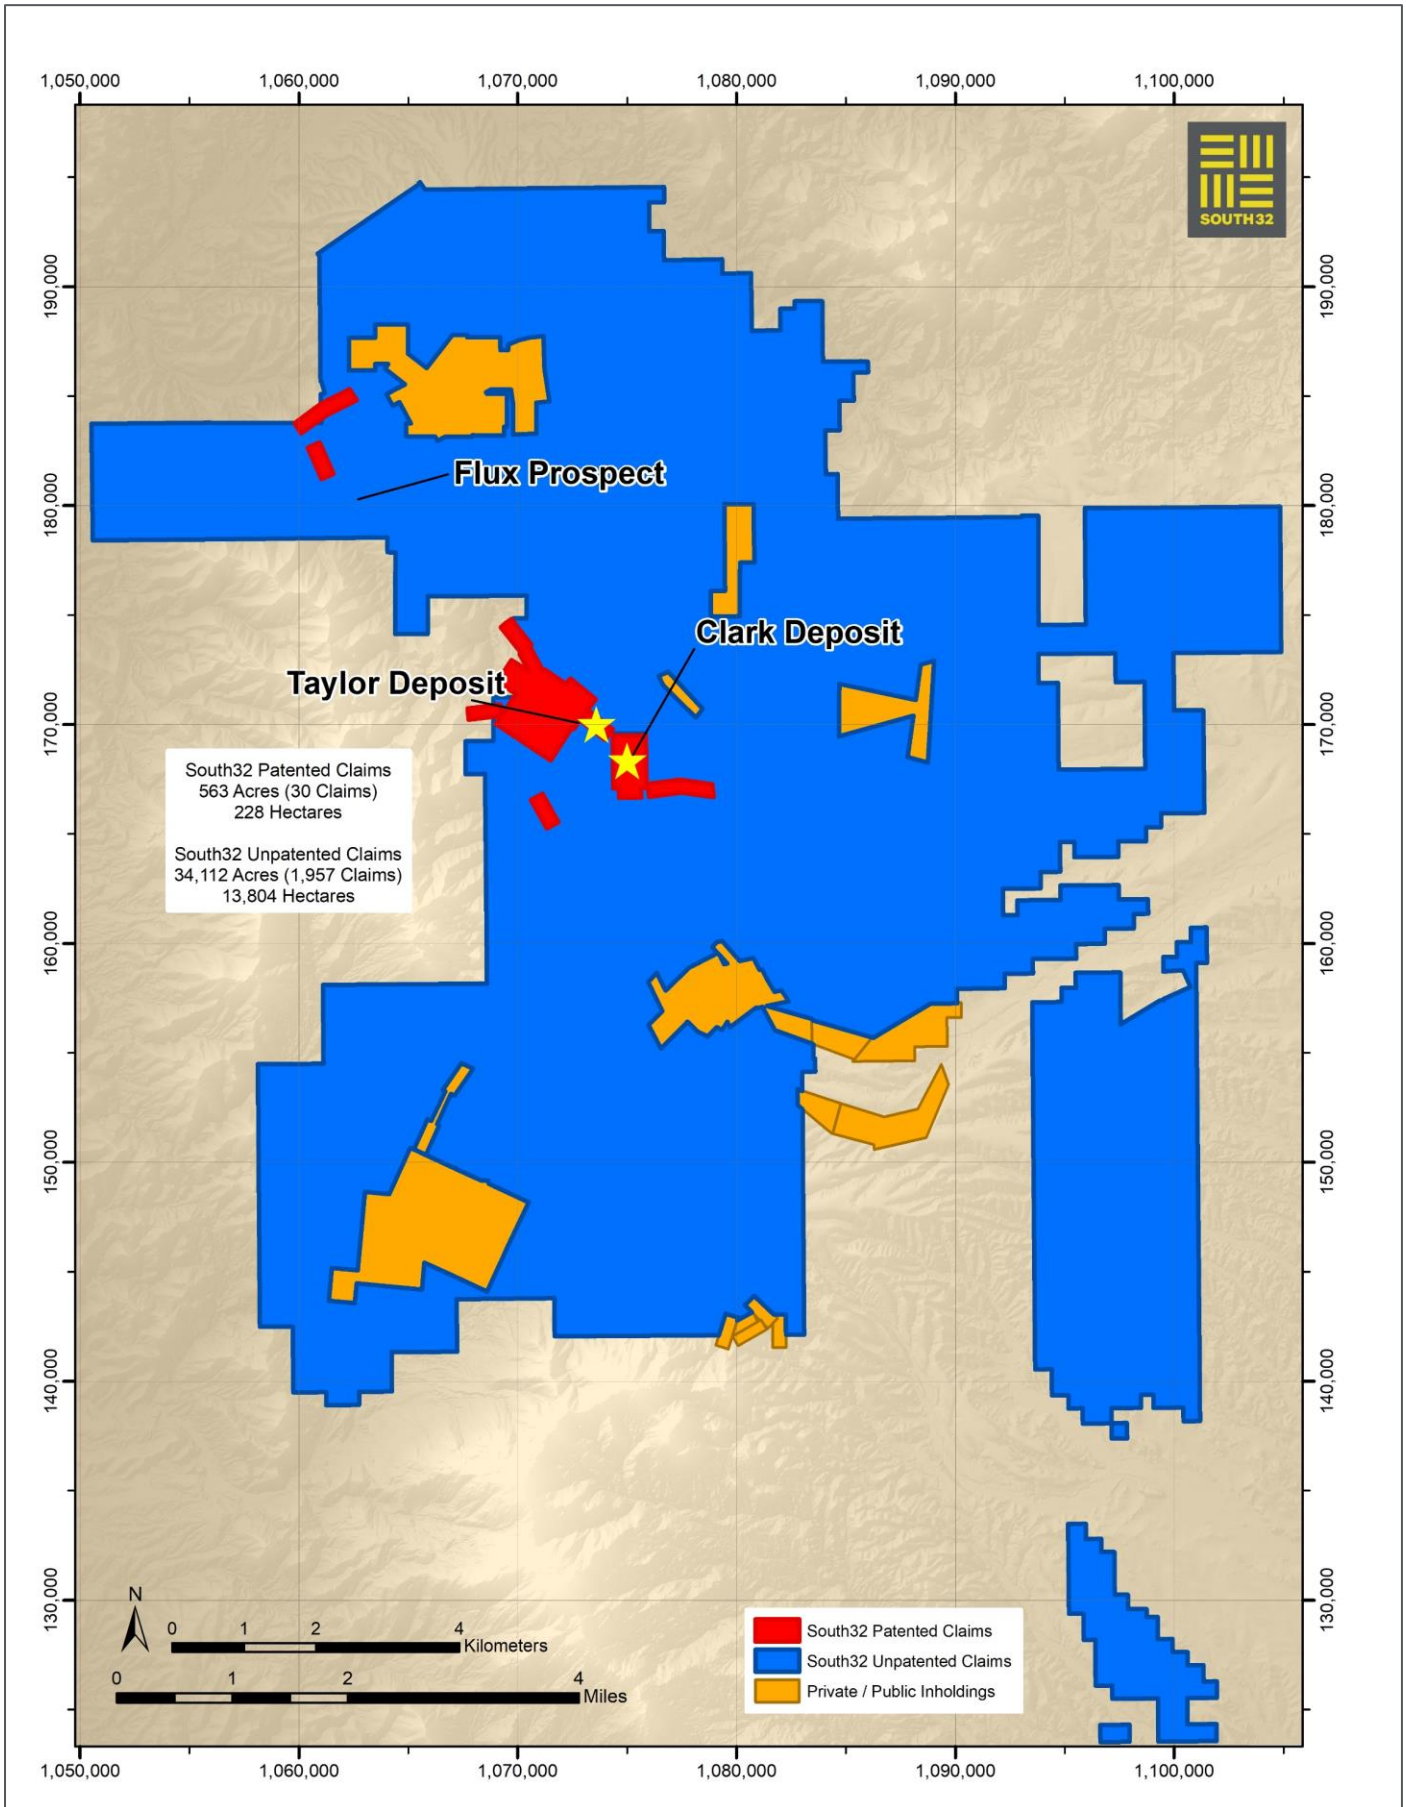 1,050,000 1,060,000 1,070,000 1,080,000 1,090,000 1,100,000
SOUTH32
190,000 190,000
Flux Prospect
180,000 180,000
Clark Deposit
Taylor Deposit
170,000 170,000
South32 Patented Claims
563 Acres (30 Claims)
228 Hectares
South32 Unpatented Claims
34,112 Acres (1,957 Claims)
13,804 Hectares
160,000 160,000
150,000 150,000
140,000 140,000
130,000 130,000
N
0 1 2 4
Kilometers
0 1 2 4
Miles
South32 Patented Claims
South32 Unpatented Claims
Private / Public Inholdings
1,050,000 1,060,000 1,070,000 1,080,000 1,090,000 1,100,000